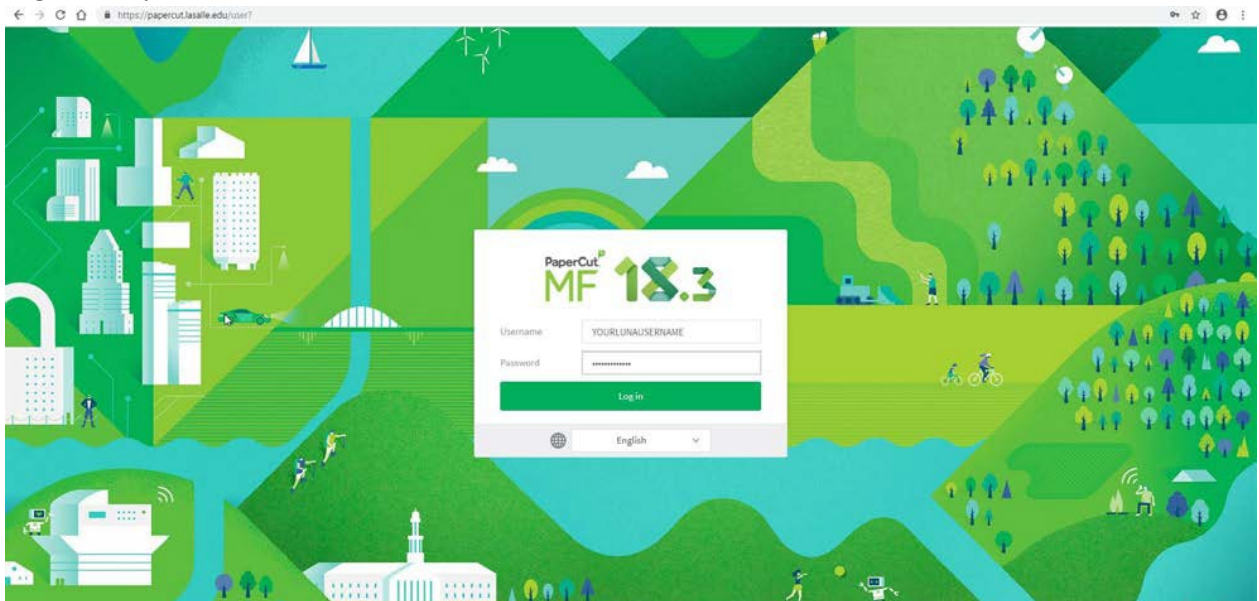 https://papercut.lasalle.edu/user?
PaperCut
MF 18.3
Username YOURLUNAUSERNAME
Password •••••••••••••
Log in
English